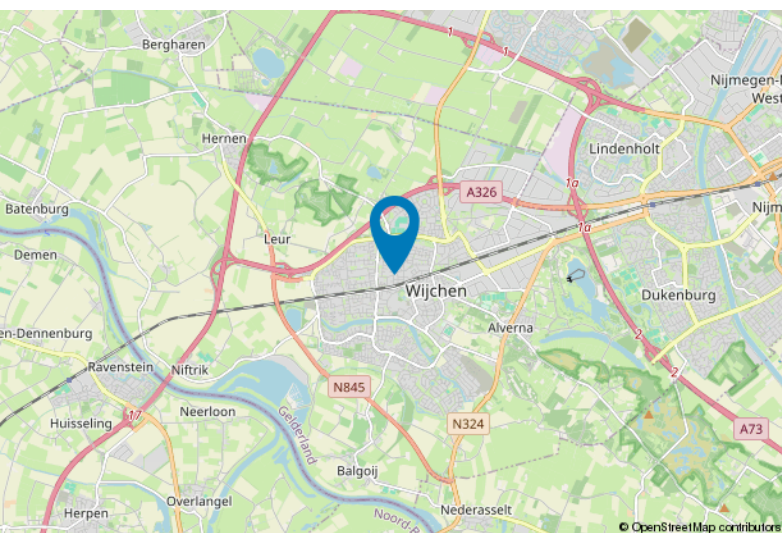 Bergharen
1
1
Nijmegen-N
West
Hernen
Lindenholt
1a
A326
Batenburg
Nijm
1a
Leur
Demen
Wijchen
Dukenburg
Alverna
en-Dennenburg
2
Ravenstein
Niftrik
2
N845
17
Neerloon
Gelderland
Huisseling
N324
A73
Balgoij
Overlangel
Herpen
Nederasselt
Noord-
© OpenStreetMap contributors